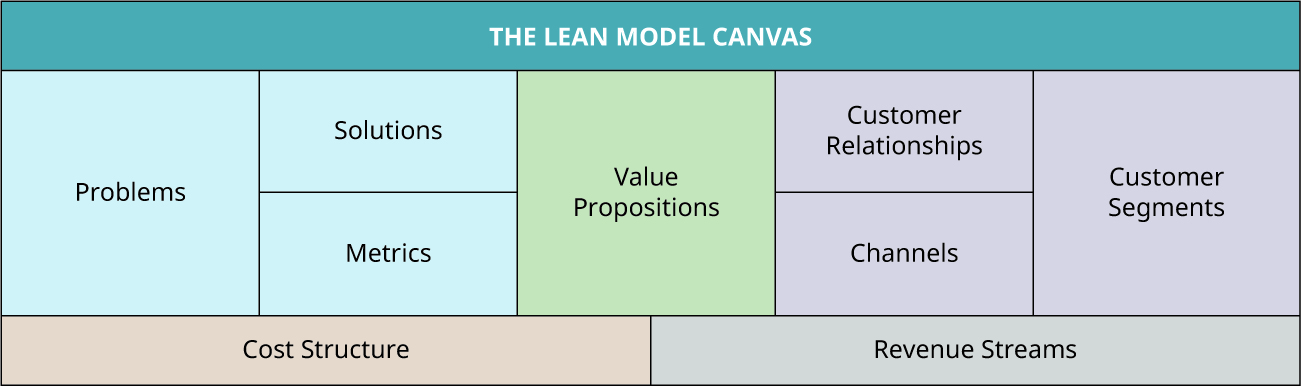 THE LEAN MODEL CANVAS
Problems
Solutions
Metrics
Value
Propositions
Customer
Relationships
Channels
Customer
Segments
Cost Structure
Revenue Streams